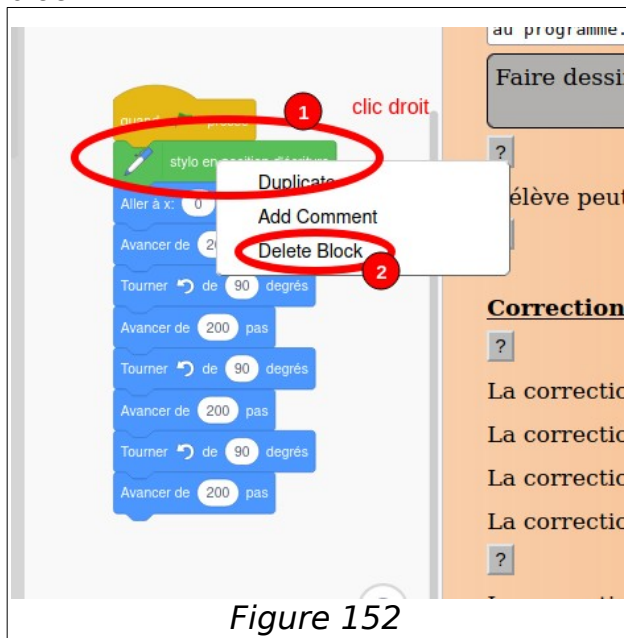 au programme.
clic droit
1
quand pressé
Faire dessi
?
stylo en position d'écriture
Duplicate
élève peut
Aller à x: 0
Add Comment
Avancer de 20
Delete Block
2
Tourner de 90 degrés
Correction
Avancer de 200 pas
?
Tourner de 90 degrés
La correctio
Avancer de 200 pas
La correctio
Tourner de 90 degrés
La correctio
Avancer de 200 pas
La correctio
?
Figure 152